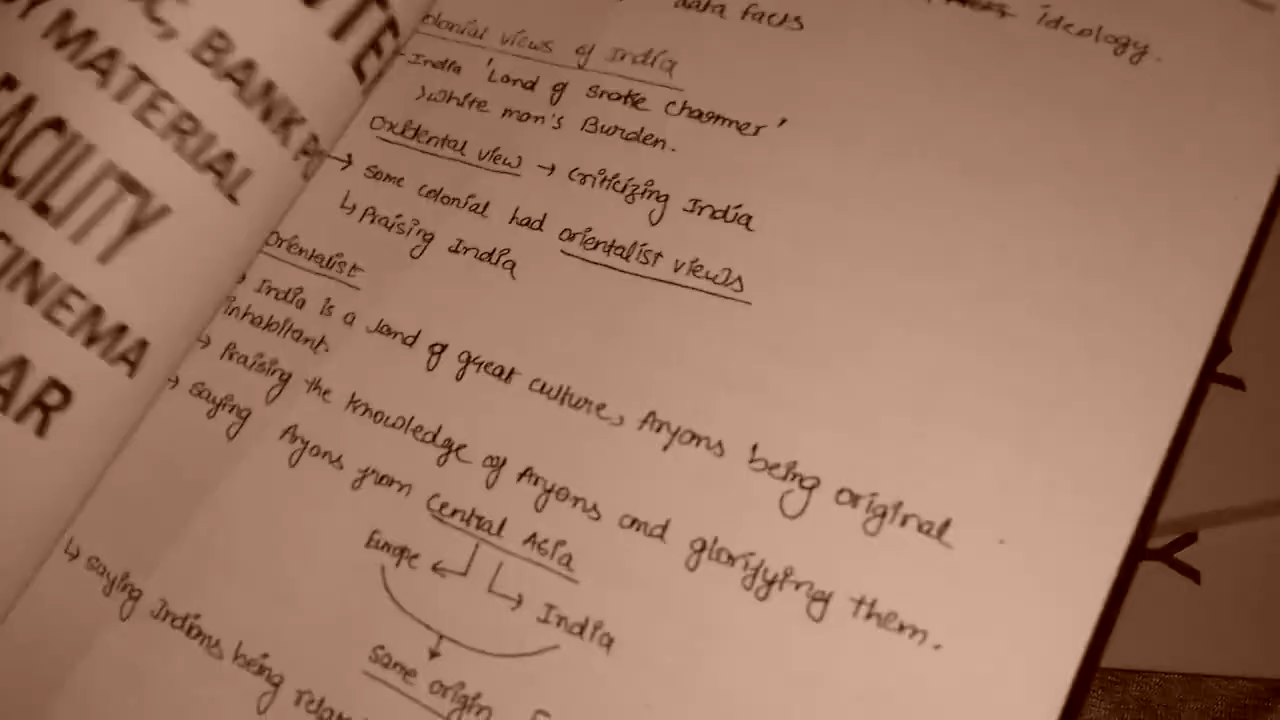 data facts
ideology.
colonial views of India
India 'Land of snake charmer'
white man's Burden.
oxidental view → criticizing India
→ some colonial had orientalist views
↳ Praising India
Orientalist
India is a land of great culture, Aryans being original
inhabitant.
→ Praising the knowledge of Aryans and glorifying them.
→ saying Aryans from Central Asia
Europe
India
same origin
↳ saying Indians being
BANK
MATERIAL
FACILITY
AR